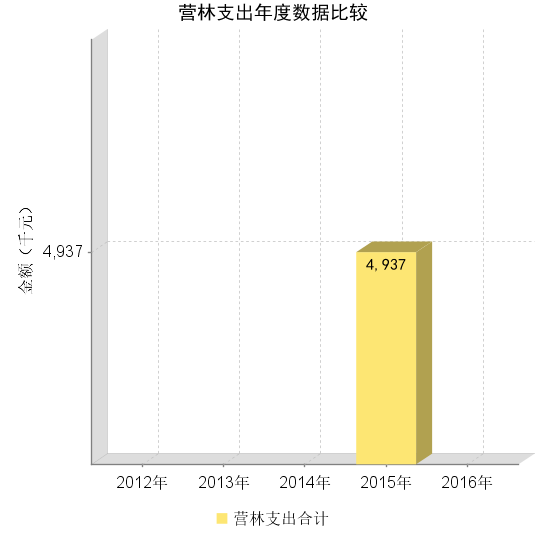 营林支出年度数据比较
金额（千元）
4,937
4,937
2012年 2013年 2014年 2015年 2016年
营林支出合计